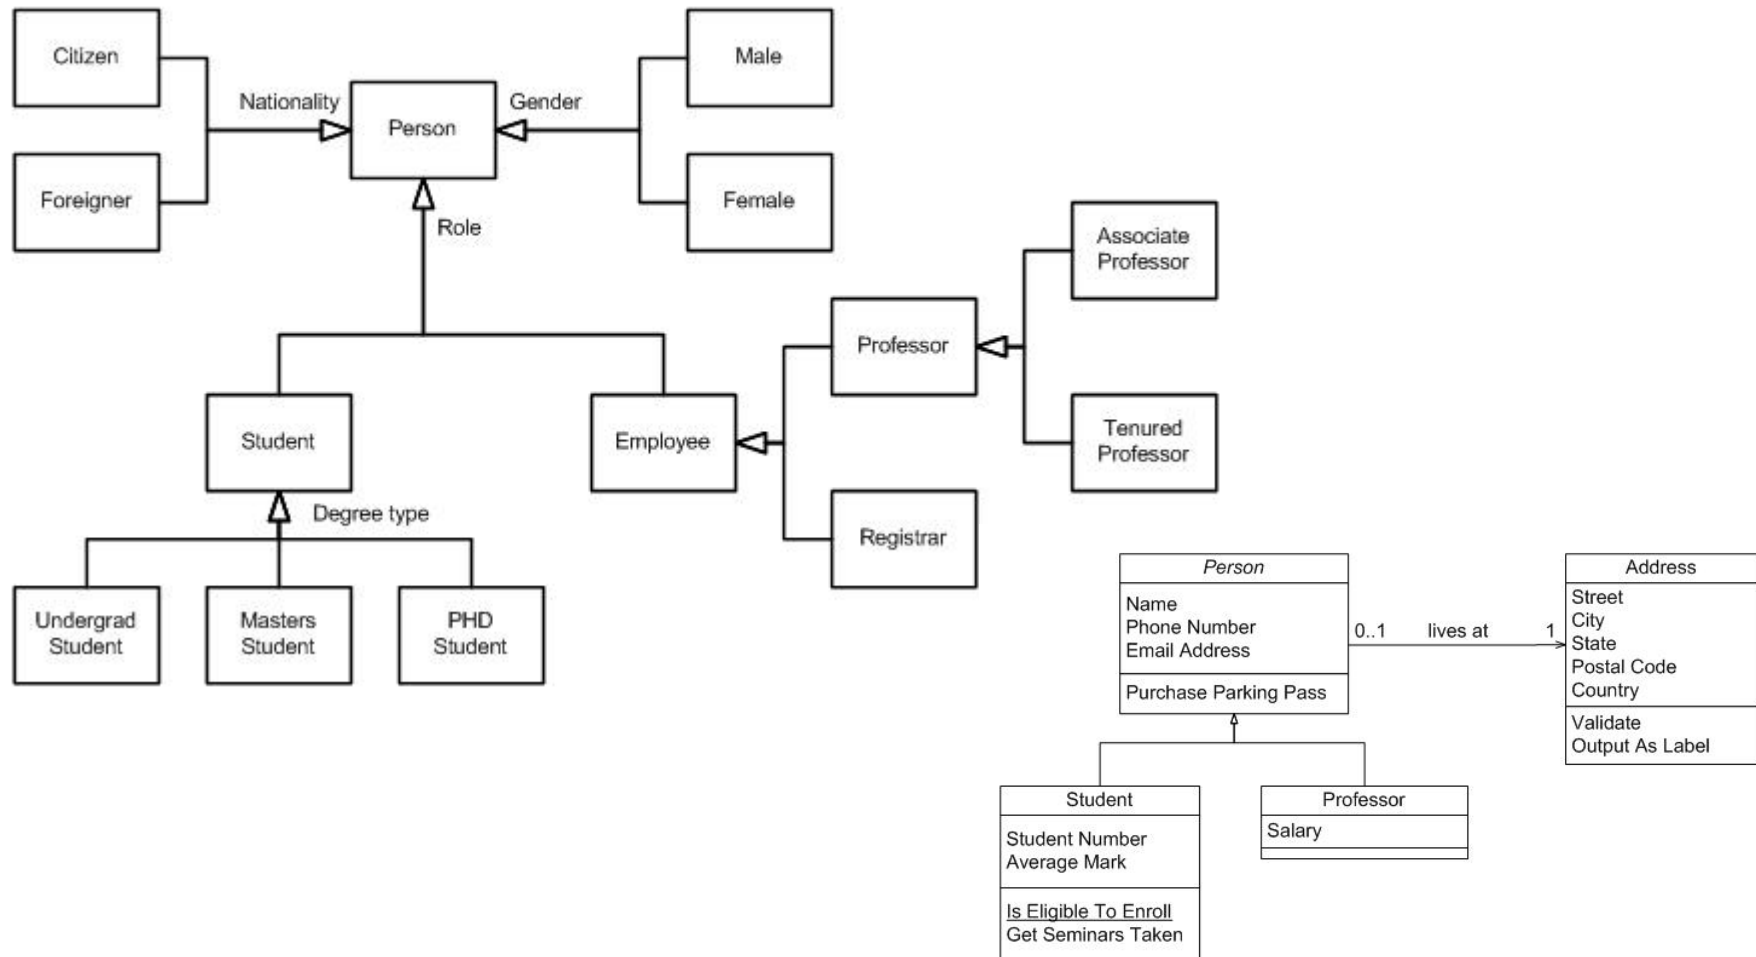 Citizen
Male
Nationality
Person
Gender
Foreigner
Female
Role
Associate
Professor
Professor
Student
Employee
Tenured
Professor
Degree type
Registrar
Undergrad
Student
Masters
Student
PHD
Student
Person
Name
Phone Number
Email Address
Purchase Parking Pass
0..1 lives at 1
Address
Street
City
State
Postal Code
Country
Validate
Output As Label
Student
Student Number
Average Mark
Is Eligible To Enroll
Get Seminars Taken
Professor
Salary